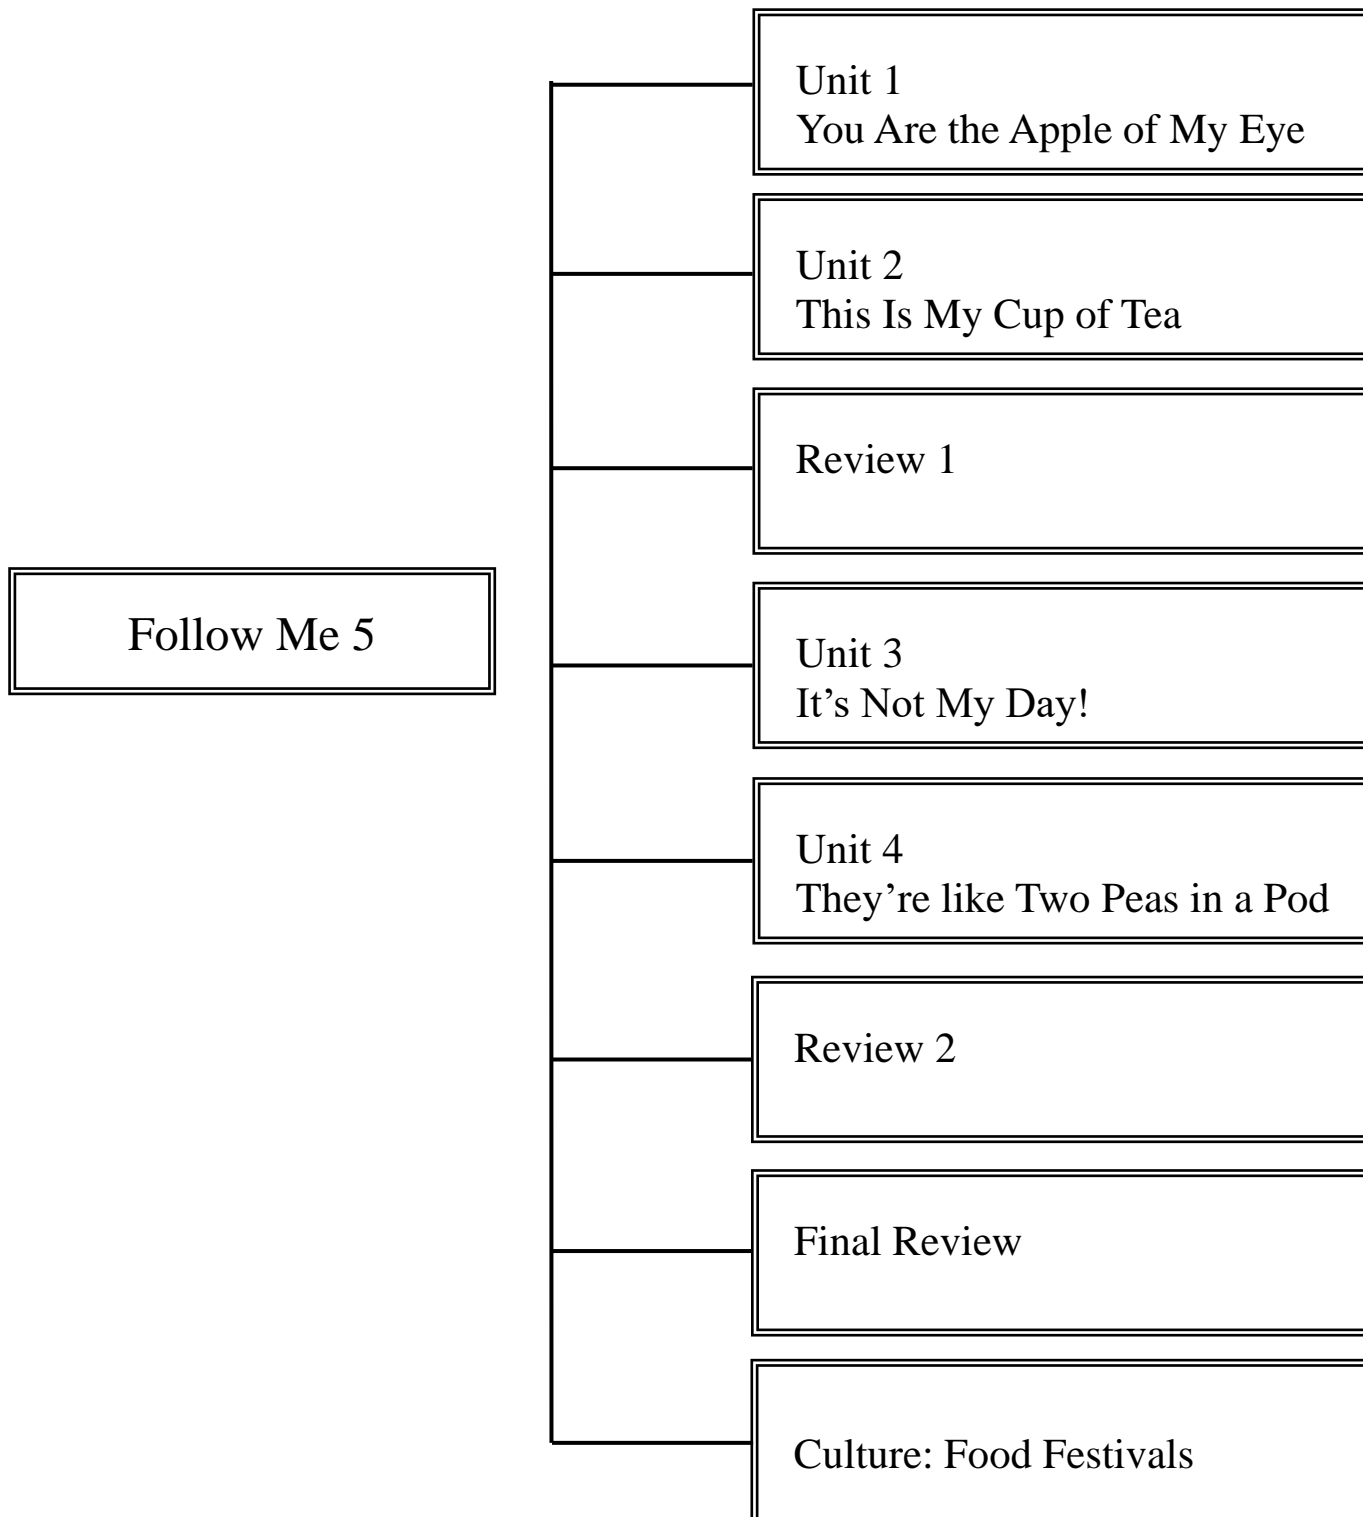 Follow Me 5
Unit 1
You Are the Apple of My Eye
Unit 2
This Is My Cup of Tea
Review 1
Unit 3
It’s Not My Day!
Unit 4
They’re like Two Peas in a Pod
Review 2
Final Review
Culture: Food Festivals